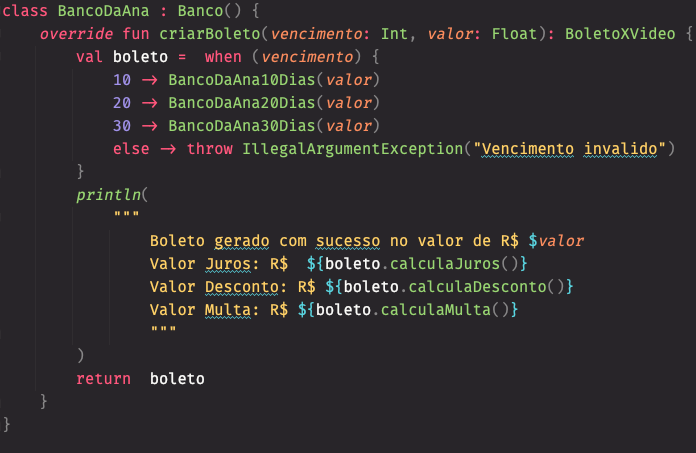 class BancoDaAna : Banco() {
    override fun criarBoleto(vencimento: Int, valor: Float): BoletoXVideo {
        val boleto =  when (vencimento) {
            10 -> BancoDaAna10Dias(valor)
            20 -> BancoDaAna20Dias(valor)
            30 -> BancoDaAna30Dias(valor)
            else -> throw IllegalArgumentException("Vencimento invalido")
        }
        println(
            """
                Boleto gerado com sucesso no valor de R$ $valor
                Valor Juros: R$  ${boleto.calculaJuros()}
                Valor Desconto: R$ ${boleto.calculaDesconto()}
                Valor Multa: R$ ${boleto.calculaMulta()}
                """
        )
        return  boleto
    }
}